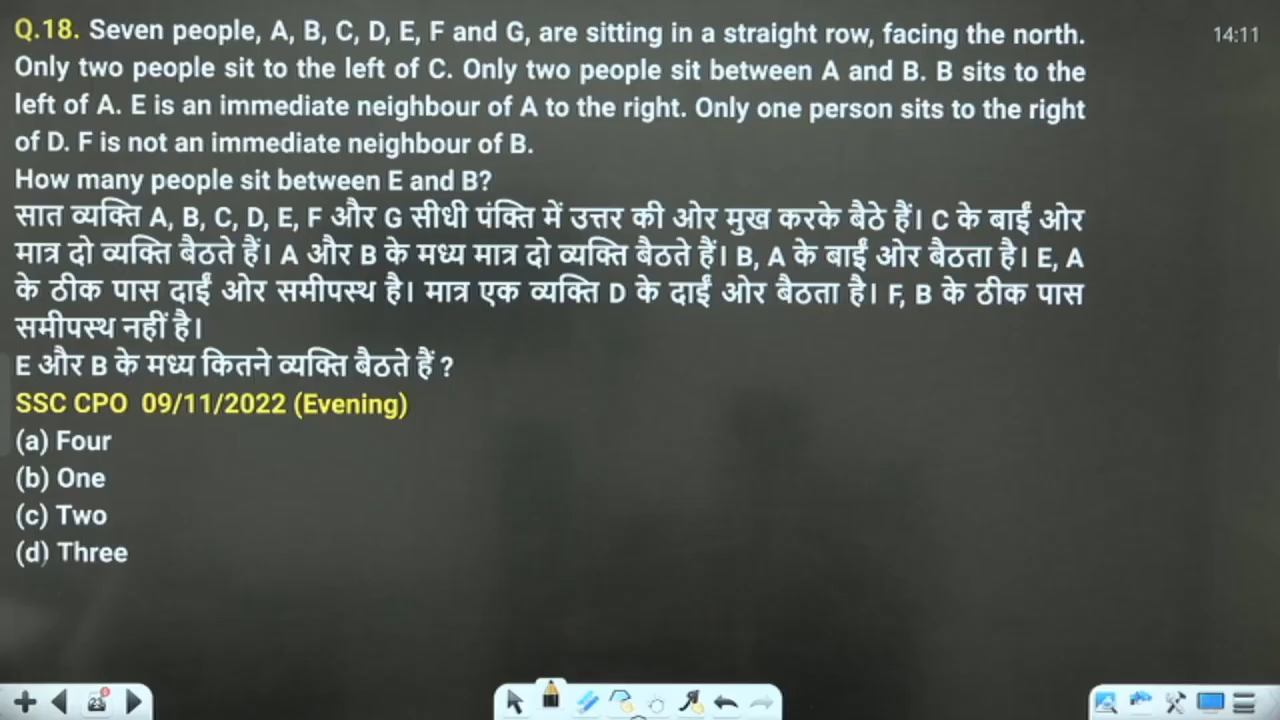 Q.18. Seven people, A, B, C, D, E, F and G, are sitting in a straight row, facing the north.
14:11
Only two people sit to the left of C. Only two people sit between A and B. B sits to the
left of A. E is an immediate neighbour of A to the right. Only one person sits to the right
of D. F is not an immediate neighbour of B.
How many people sit between E and B?
सात व्यक्ति A, B, C, D, E, F और G सीधी पंक्ति में उत्तर की ओर मुख करके बैठे हैं। C के बाईं ओर
मात्र दो व्यक्ति बैठते हैं। A और B के मध्य मात्र दो व्यक्ति बैठते हैं। B, A के बाईं ओर बैठता है। E, A
के ठीक पास दाईं ओर समीपस्थ है। मात्र एक व्यक्ति D के दाईं ओर बैठता है। F, B के ठीक पास
समीपस्थ नहीं है।
E और B के मध्य कितने व्यक्ति बैठते हैं ?
SSC CPO 09/11/2022 (Evening)
(a) Four
(b) One
(c) Two
(d) Three
23